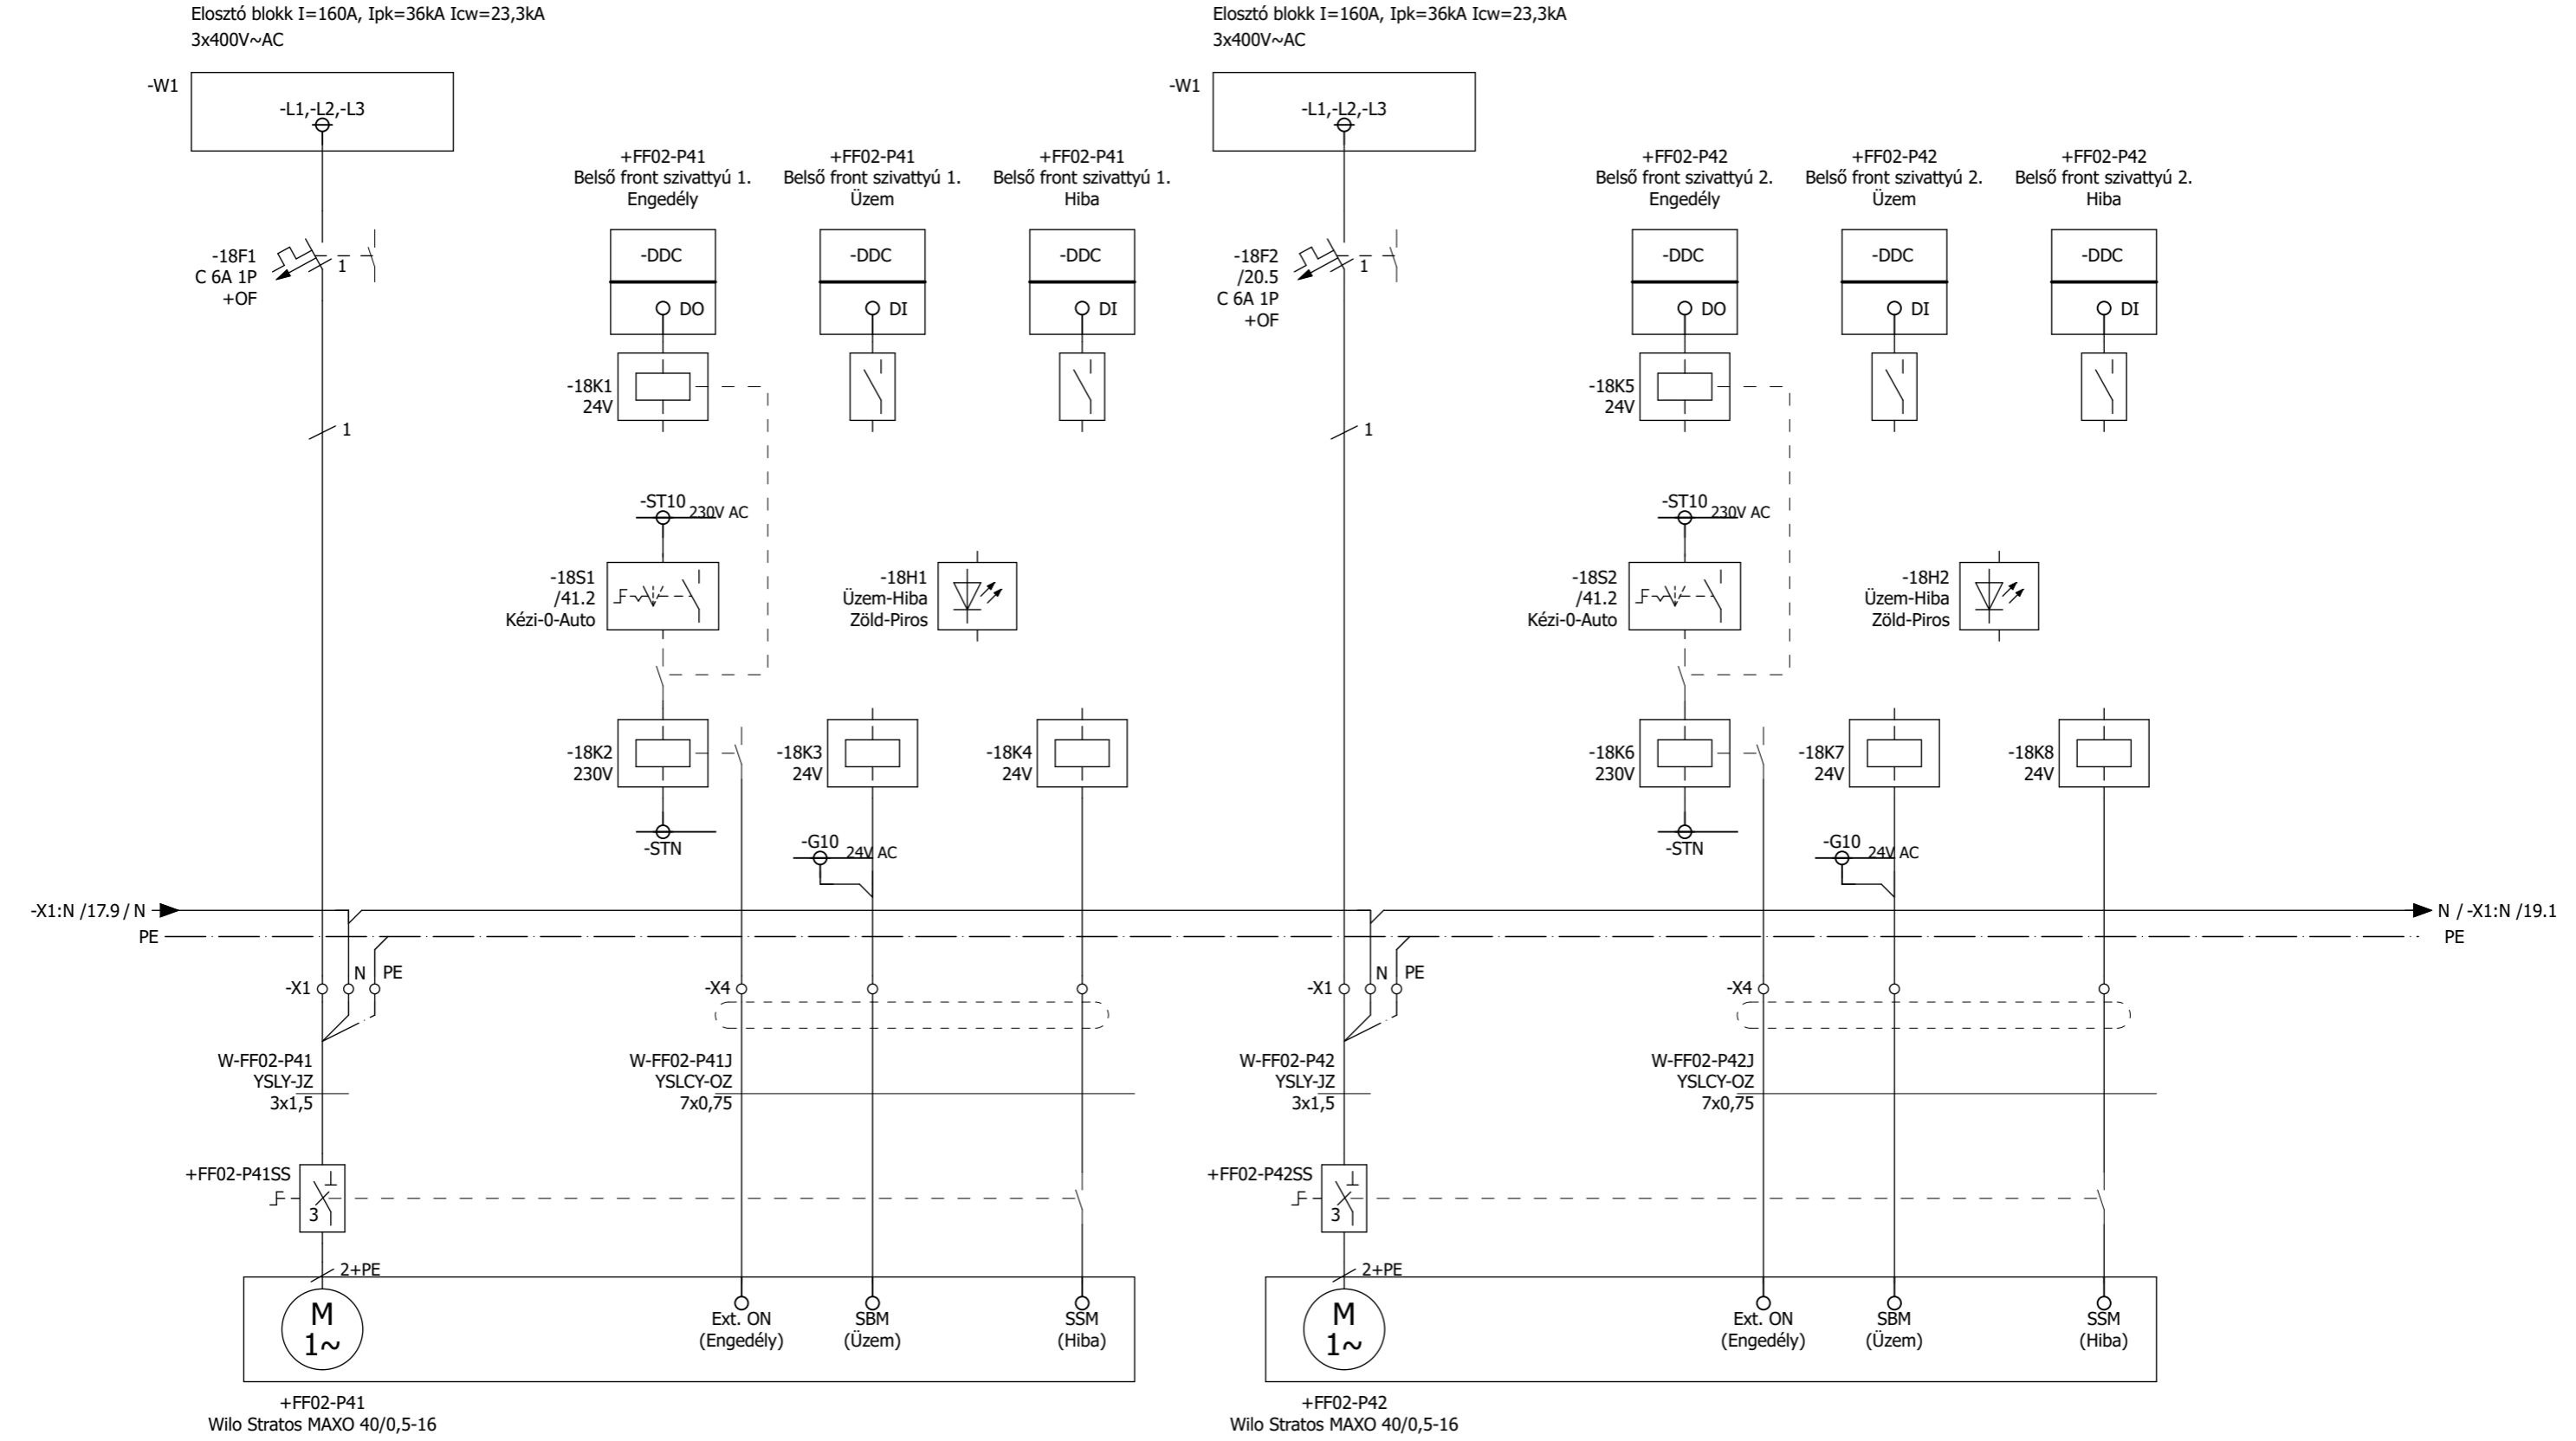 Elosztó blokk I=160A, Ipk=36kA Icw=23,3kA
3x400V~AC
-W1
-L1,-L2,-L3
+FF02-P41
Belső front szivattyú 1.
Engedély
+FF02-P41
Belső front szivattyú 1.
Üzem
+FF02-P41
Belső front szivattyú 1.
Hiba
-18F1
C 6A 1P
+OF
1
-DDC
DO
-DDC
DI
-DDC
DI
-18K1
24V
1
-ST10
230V AC
-18S1
/41.2
Kézi-0-Auto
-18H1
Üzem-Hiba
Zöld-Piros
-18K2
230V
-18K3
24V
-18K4
24V
-STN
-G10
24V AC
-X1:N /17.9 / N
PE
-X1
N
PE
-X4
W-FF02-P41
YSLY-JZ
3x1,5
W-FF02-P41J
YSLCY-OZ
7x0,75
+FF02-P41SS
3
2+PE
M
1~
Ext. ON
(Engedély)
SBM
(Üzem)
SSM
(Hiba)
+FF02-P41
Wilo Stratos MAXO 40/0,5-16
Elosztó blokk I=160A, Ipk=36kA Icw=23,3kA
3x400V~AC
-W1
-L1,-L2,-L3
+FF02-P42
Belső front szivattyú 2.
Engedély
+FF02-P42
Belső front szivattyú 2.
Üzem
+FF02-P42
Belső front szivattyú 2.
Hiba
-18F2
/20.5
C 6A 1P
+OF
1
-DDC
DO
-DDC
DI
-DDC
DI
-18K5
24V
1
-ST10
230V AC
-18S2
/41.2
Kézi-0-Auto
-18H2
Üzem-Hiba
Zöld-Piros
-18K6
230V
-18K7
24V
-18K8
24V
-STN
-G10
24V AC
N / -X1:N /19.1
PE
-X1
N
PE
-X4
W-FF02-P42
YSLY-JZ
3x1,5
W-FF02-P42J
YSLCY-OZ
7x0,75
+FF02-P42SS
3
2+PE
M
1~
Ext. ON
(Engedély)
SBM
(Üzem)
SSM
(Hiba)
+FF02-P42
Wilo Stratos MAXO 40/0,5-16